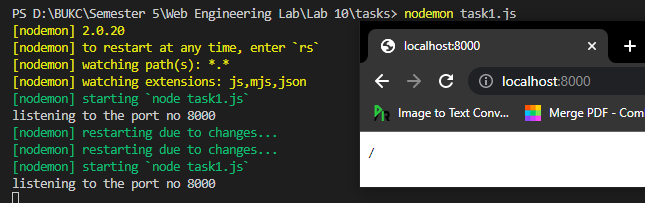 PS D:\BUKC\Semester 5\Web Engineering Lab\Lab 10\tasks> nodemon task1.js
[nodemon] 2.0.20
[nodemon] to restart at any time, enter `rs`
[nodemon] watching path(s): *.*
[nodemon] watching extensions: js,mjs,json
[nodemon] starting `node task1.js`
listening to the port no 8000
[nodemon] restarting due to changes...
[nodemon] restarting due to changes...
[nodemon] starting `node task1.js`
listening to the port no 8000
localhost:8000
localhost:8000
Image to Text Conv... Merge PDF - Com
/